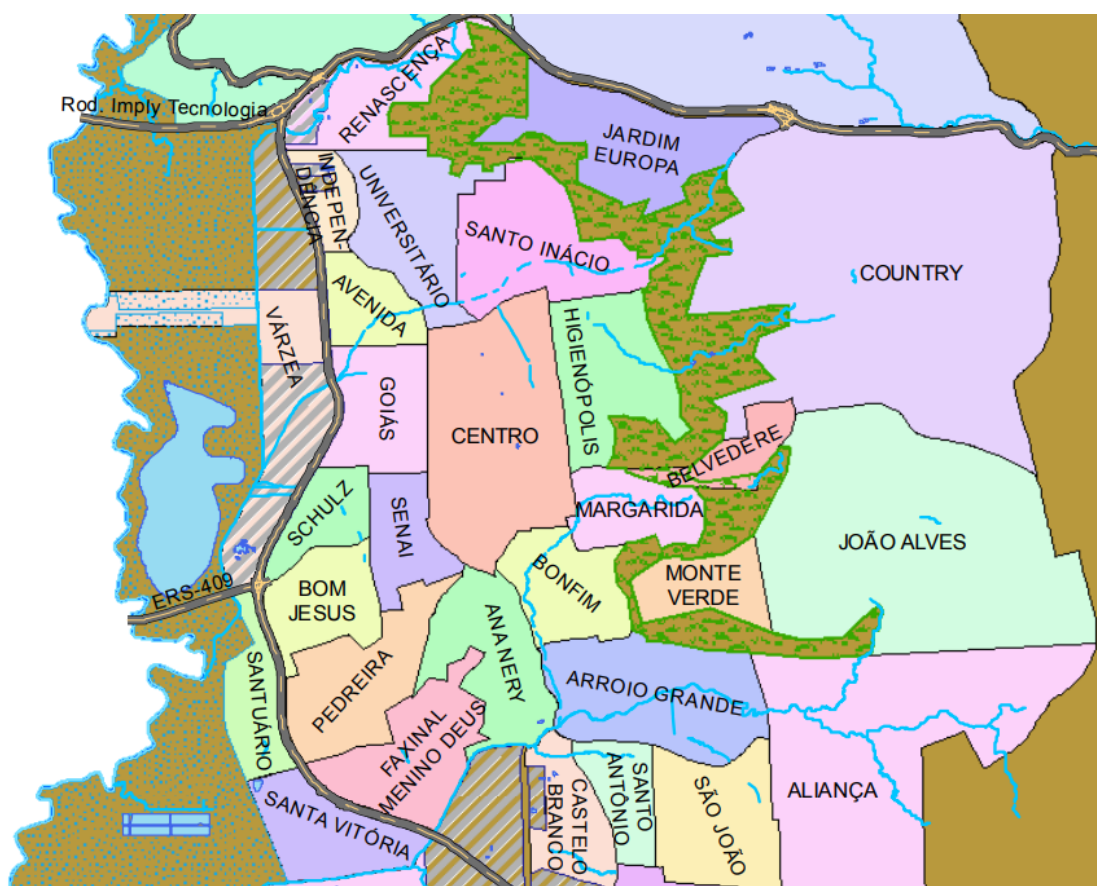 RENASCENÇA
Rod. Imply Tecnologia
JARDIM
EUROPA
INDEPEN-
DÊNCIA
UNIVERSITÁRIO
SANTO INÁCIO
COUNTRY
AVENIDA
VÁRZEA
HIGIENÓPOLIS
GOIÁS
CENTRO
BELVEDERE
SCHULZ
SENAI
MARGARIDA
JOÃO ALVES
ERS-409
BOM
JESUS
BONFIM
MONTE
VERDE
ANANERY
SANTUÁRIO
PEDREIRA
ARROIO GRANDE
FAXINAL
MENINO DEUS
SANTA VITÓRIA
CASTELO
BRANCO
SANTO
ANTÔNIO
SÃO JOÃO
ALIANÇA